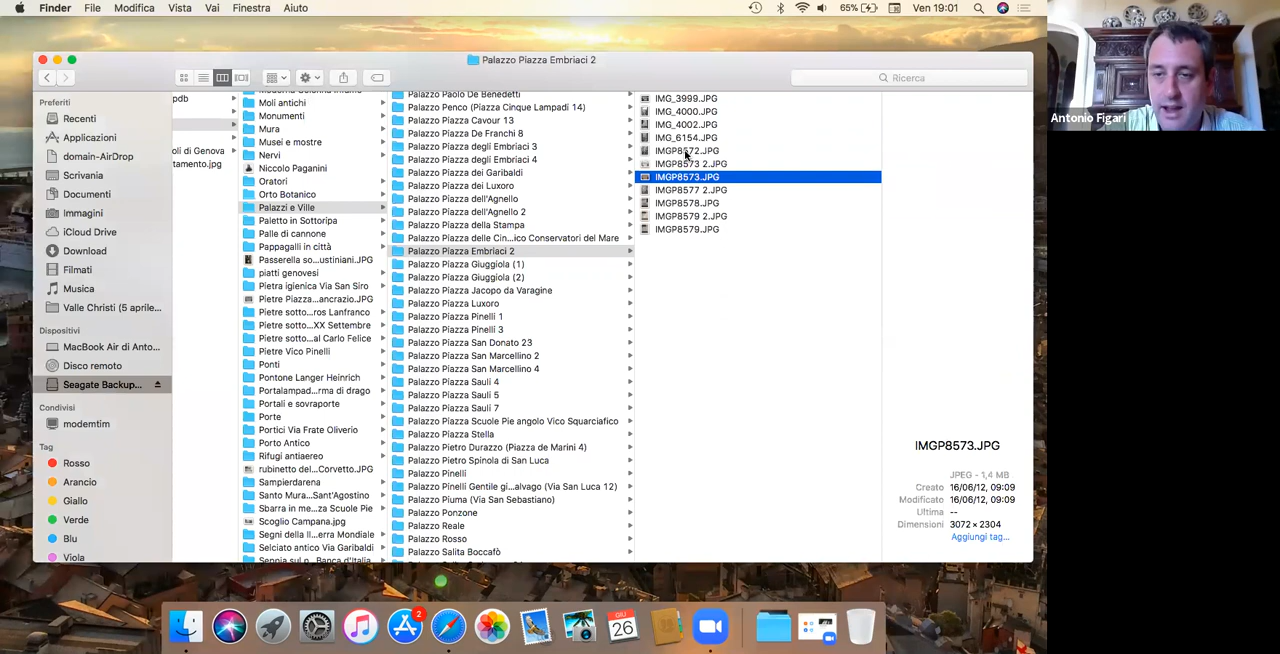 Finder File Modifica Vista Vai Finestra Aiuto 65% Ven 19:01
Palazzo Piazza Embriaci 2
Ricerca
Preferiti
Recenti
Applicazioni
domain-AirDrop
Scrivania
Documenti
Immagini
iCloud Drive
Download
Filmati
Musica
Valle Christi (5 aprile...
Dispositivi
MacBook Air di Anto...
Disco remoto
Seagate Backup...
Condivisi
modemtim
Tag
Rosso
Arancio
Giallo
Verde
Blu
Viola
pdb
oli di Genova
tamento.jpg
Moli antichi
Monumenti
Mura
Musei e mostre
Nervi
Niccolo Paganini
Oratori
Orto Botanico
Palazzi e Ville
Paletto in Sottoripa
Palle di cannone
Pappagalli in città
Passerella so...ustiniani.JPG
piatti genovesi
Pietra igienica Via San Siro
Pietre Piazza...ancrazio.JPG
Pietre sotto...ros Lanfranco
Pietre sotto...XX Settembre
Pietre sotto...al Carlo Felice
Pietre Vico Pinelli
Ponti
Pontone Langer Heinrich
Portalampad...rma di drago
Portali e sovraporte
Porte
Portici Via Frate Oliverio
Porto Antico
Rifugi antiaereo
rubinetto del...Corvetto.JPG
Sampierdarena
Santo Mura...Sant'Agostino
Sbarra in me...za Scuole Pie
Scoglio Campana.jpg
Segni della II...erra Mondiale
Selciato antico Via Garibaldi
Palazzo Paolo De Benedetti
Palazzo Penco (Piazza Cinque Lampadi 14)
Palazzo Piazza Cavour 13
Palazzo Piazza De Franchi 8
Palazzo Piazza degli Embriaci 3
Palazzo Piazza degli Embriaci 4
Palazzo Piazza dei Garibaldi
Palazzo Piazza dei Luxoro
Palazzo Piazza dell'Agnello
Palazzo Piazza dell'Agnello 2
Palazzo Piazza della Stampa
Palazzo Piazza delle Cin...ico Conservatori del Mare
Palazzo Piazza Embriaci 2
Palazzo Piazza Giuggiola (1)
Palazzo Piazza Giuggiola (2)
Palazzo Piazza Jacopo da Varagine
Palazzo Piazza Luxoro
Palazzo Piazza Pinelli 1
Palazzo Piazza Pinelli 3
Palazzo Piazza San Donato 23
Palazzo Piazza San Marcellino 2
Palazzo Piazza San Marcellino 4
Palazzo Piazza Sauli 4
Palazzo Piazza Sauli 5
Palazzo Piazza Sauli 7
Palazzo Piazza Scuole Pie angolo Vico Squarciafico
Palazzo Piazza Stella
Palazzo Pietro Durazzo (Piazza de Marini 4)
Palazzo Pietro Spinola di San Luca
Palazzo Pinelli
Palazzo Pinelli Gentile gi...alvago (Via San Luca 12)
Palazzo Piuma (Via San Sebastiano)
Palazzo Ponzone
Palazzo Reale
Palazzo Rosso
Palazzo Salita Boccafò
IMG_3999.JPG
IMG_4000.JPG
IMG_4002.JPG
IMG_6154.JPG
IMGP8572.JPG
IMGP8573 2.JPG
IMGP8573.JPG
IMGP8577 2.JPG
IMGP8578.JPG
IMGP8579 2.JPG
IMGP8579.JPG
IMGP8573.JPG
JPEG - 1,4 MB
Creato 16/06/12, 09:09
Modificato 16/06/12, 09:09
Ultima --
Dimensioni 3072 × 2304
Aggiungi tag...
Antonio Figari
2
GIU
26